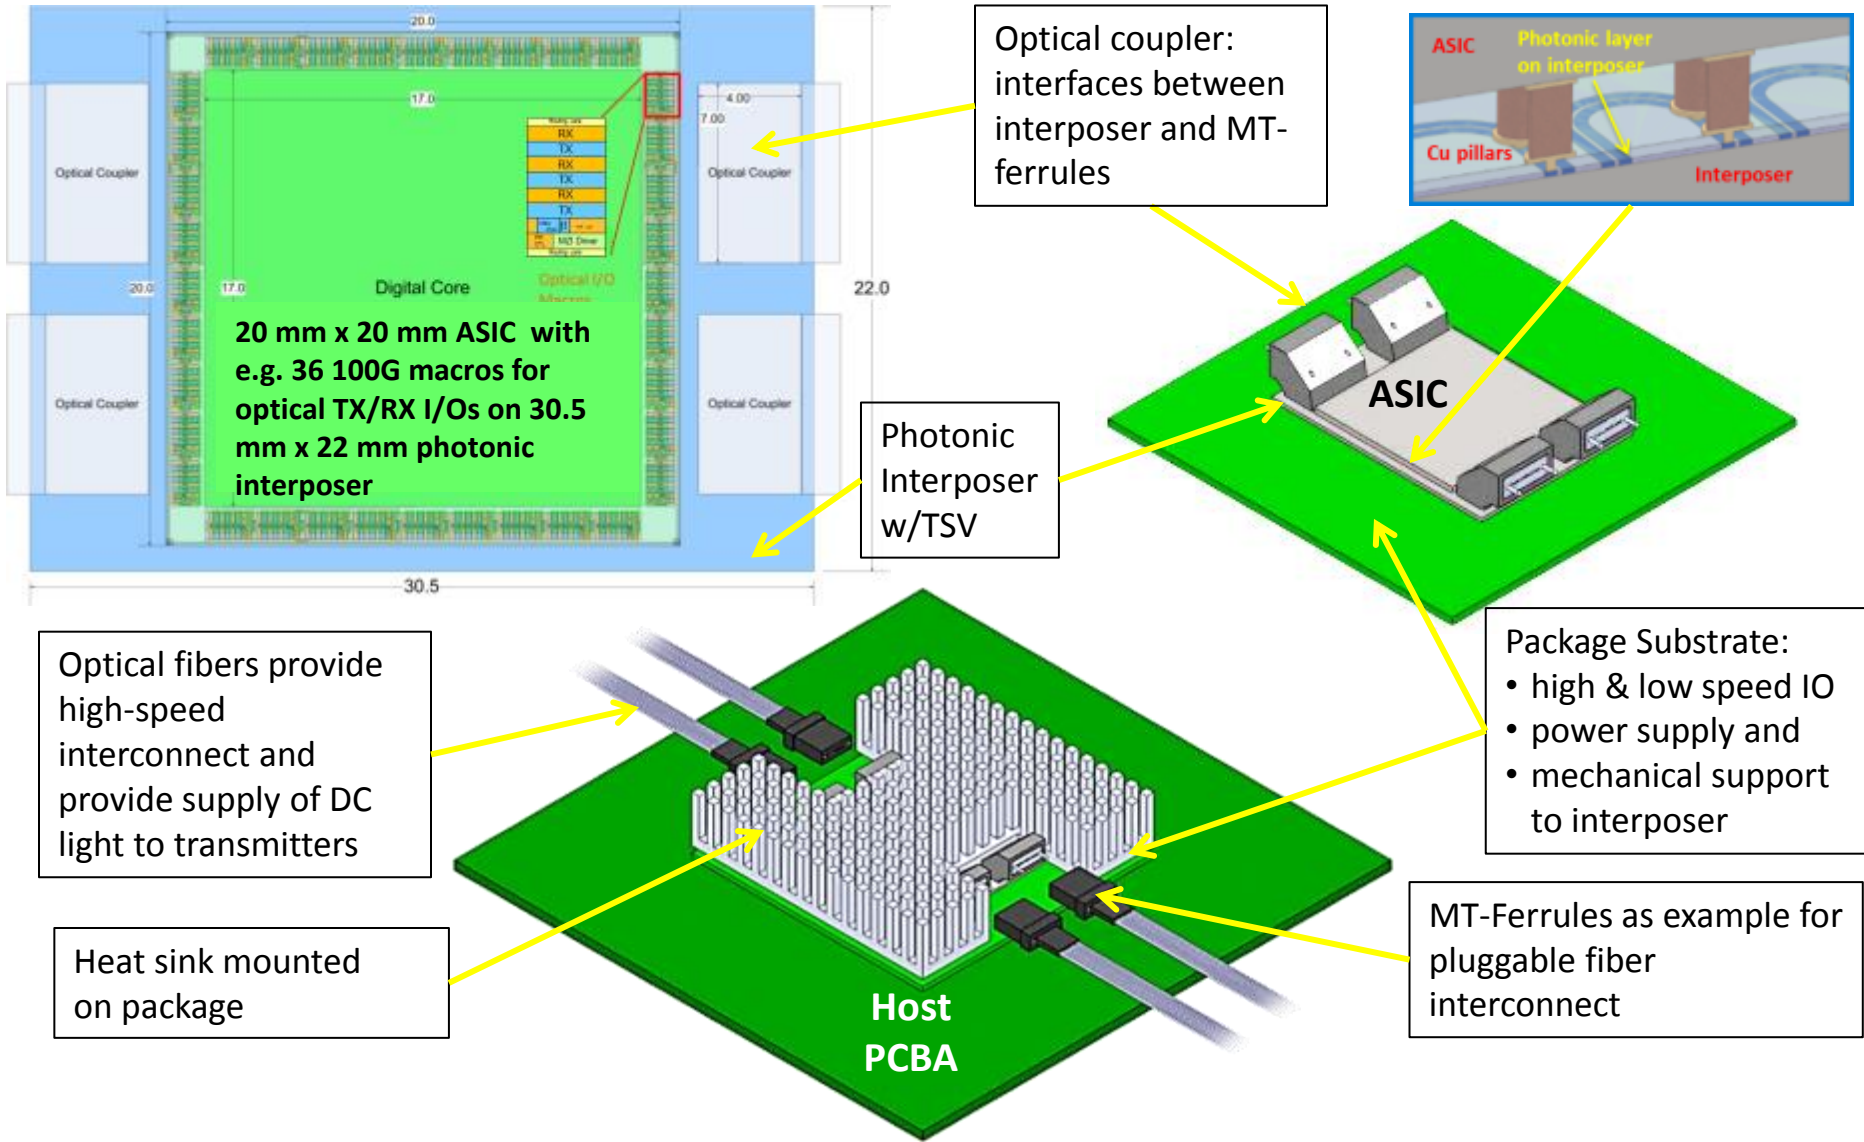 20.0
17.0
4.00
7.00
Optical Coupler
Optical Coupler
RX
TX
RX
TX
RX
TX
MZI Driver
20.0
17.0
Digital Core
Optical I/O
Macros
22.0
20 mm x 20 mm ASIC with
e.g. 36 100G macros for
optical TX/RX I/Os on 30.5
mm x 22 mm photonic
interposer
Optical Coupler
Optical Coupler
30.5
Optical coupler:
interfaces between
interposer and MT-
ferrules
ASIC
Photonic layer
on interposer
Cu pillars
Interposer
ASIC
Photonic
Interposer
w/TSV
Optical fibers provide
high-speed
interconnect and
provide supply of DC
light to transmitters
Package Substrate:
• high & low speed IO
• power supply and
• mechanical support
to interposer
Heat sink mounted
on package
Host
PCBA
MT-Ferrules as example for
pluggable fiber
interconnect